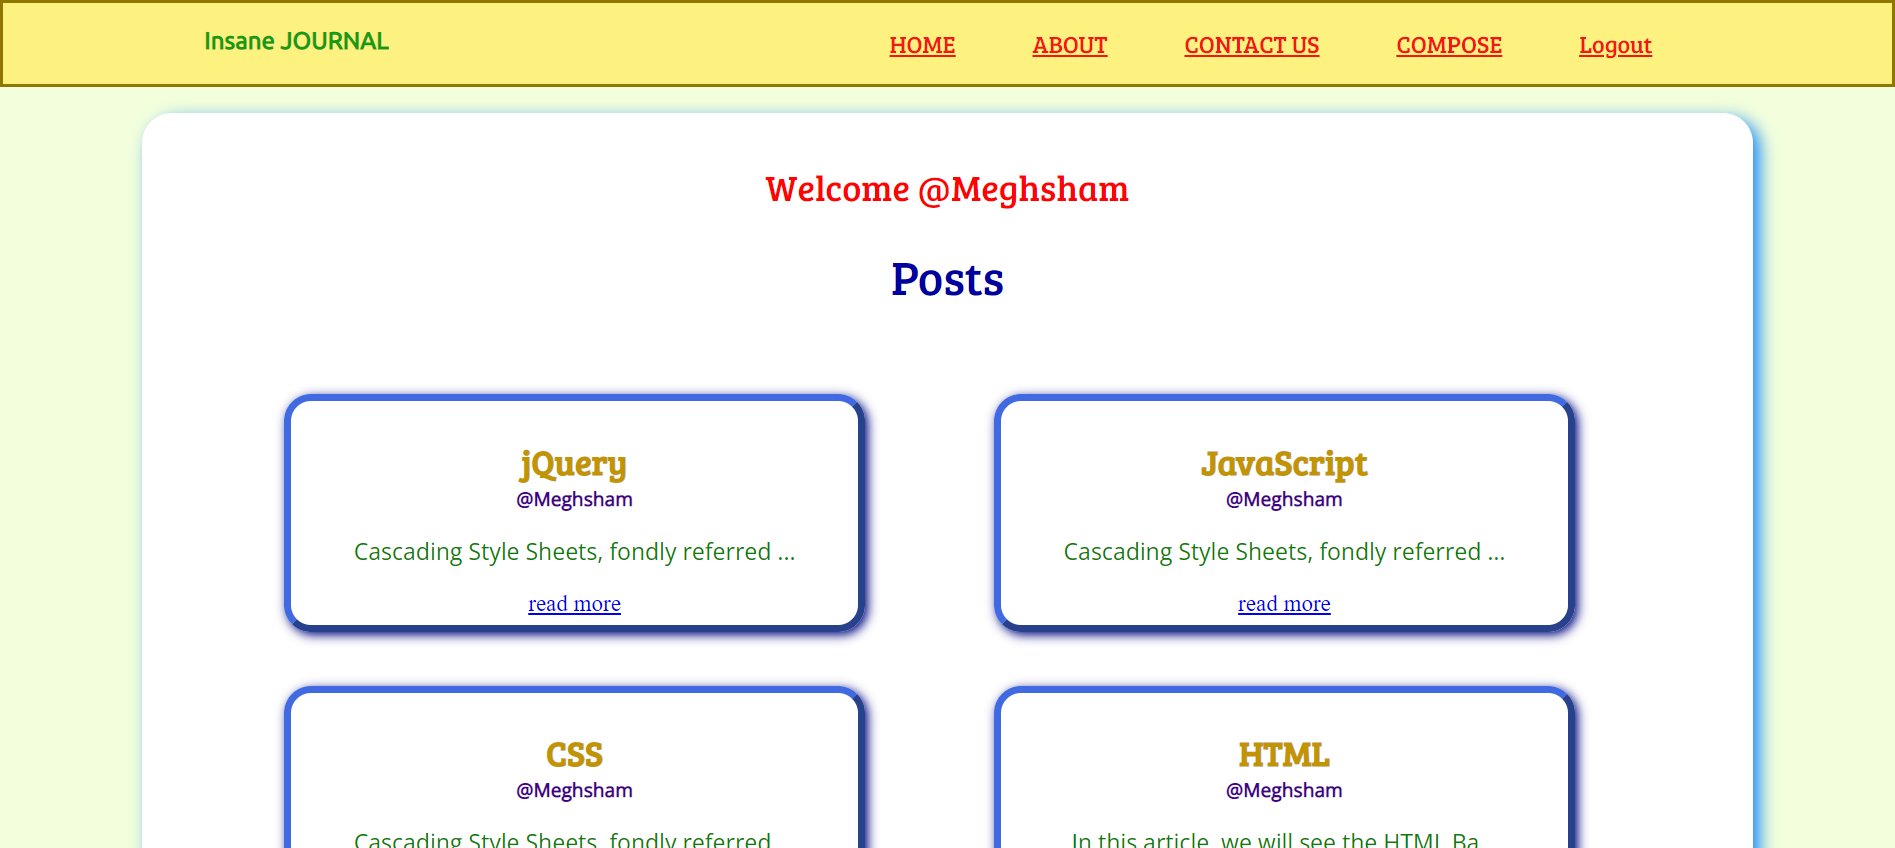 Insane JOURNAL
HOME ABOUT CONTACT US COMPOSE Logout
Welcome @Meghsham
Posts
jQuery
@Meghsham
Cascading Style Sheets, fondly referred ...
read more
JavaScript
@Meghsham
Cascading Style Sheets, fondly referred ...
read more
CSS
@Meghsham
Cascading Style Sheets, fondly referred
HTML
@Meghsham
In this article, we will see the HTML Ba